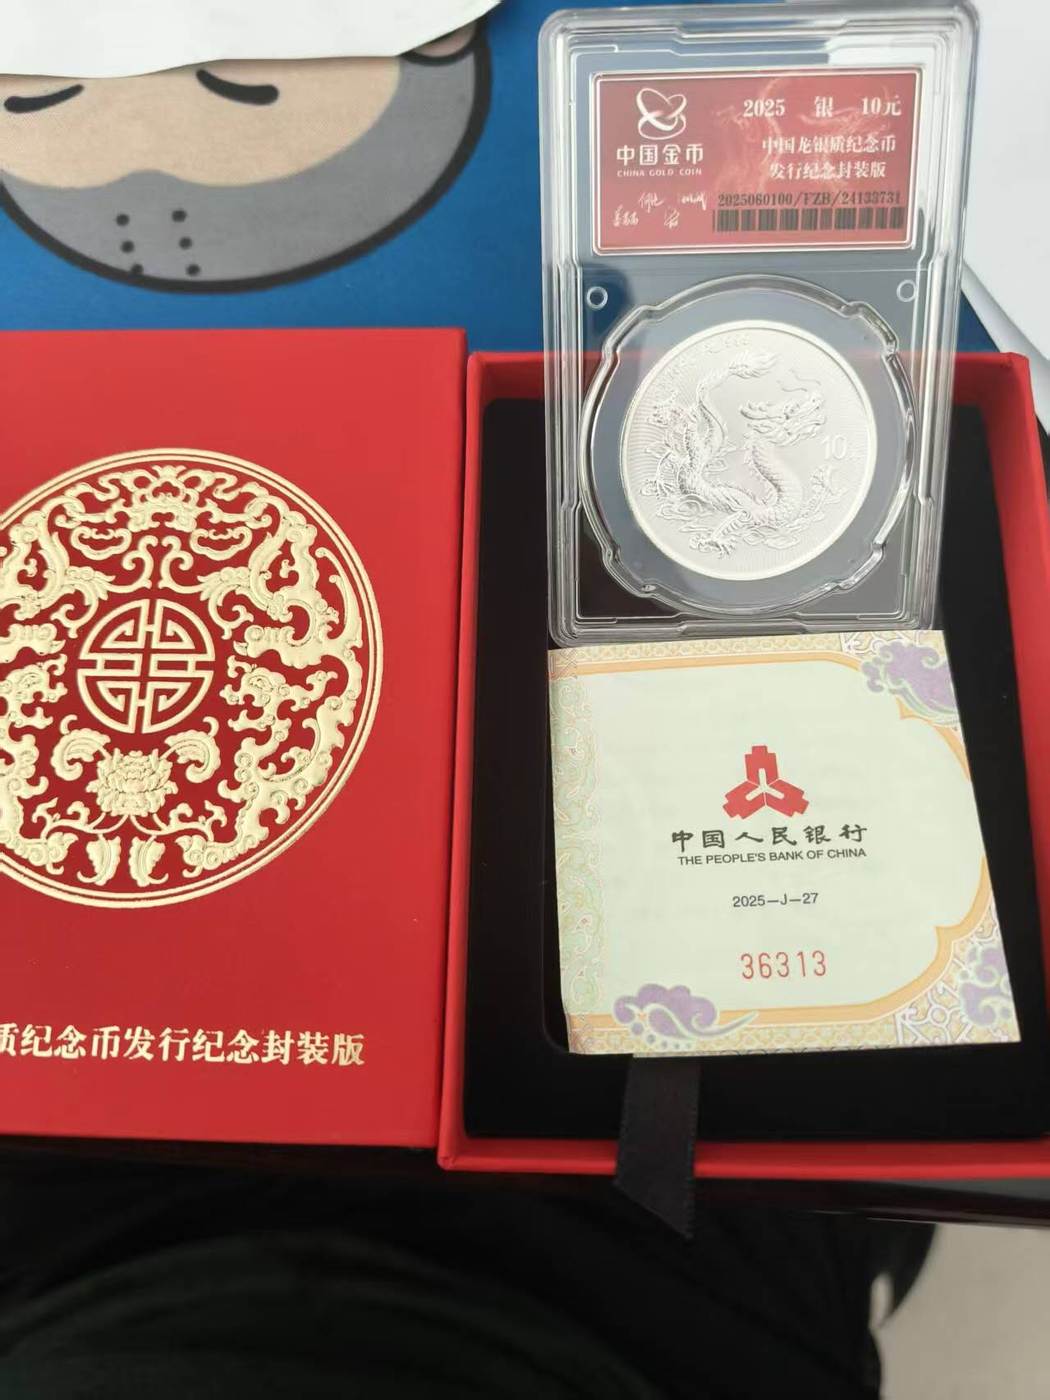 2025 银 10元
中国金币
CHINA GOLD COIN
中国龙银质纪念币
发行纪念封装版
2025060100/FZB/24138731
10
中国人民银行
THE PEOPLE'S BANK OF CHINA
2025—J—27
36313
质纪念币发行纪念封装版